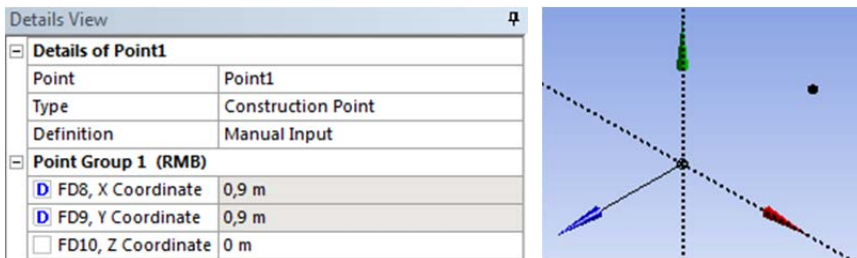 Details View
Details of Point1
Point Point1
Type Construction Point
Definition Manual Input
Point Group 1 (RMB)
D FD8, X Coordinate 0,9 m
D FD9, Y Coordinate 0,9 m
FD10, Z Coordinate 0 m